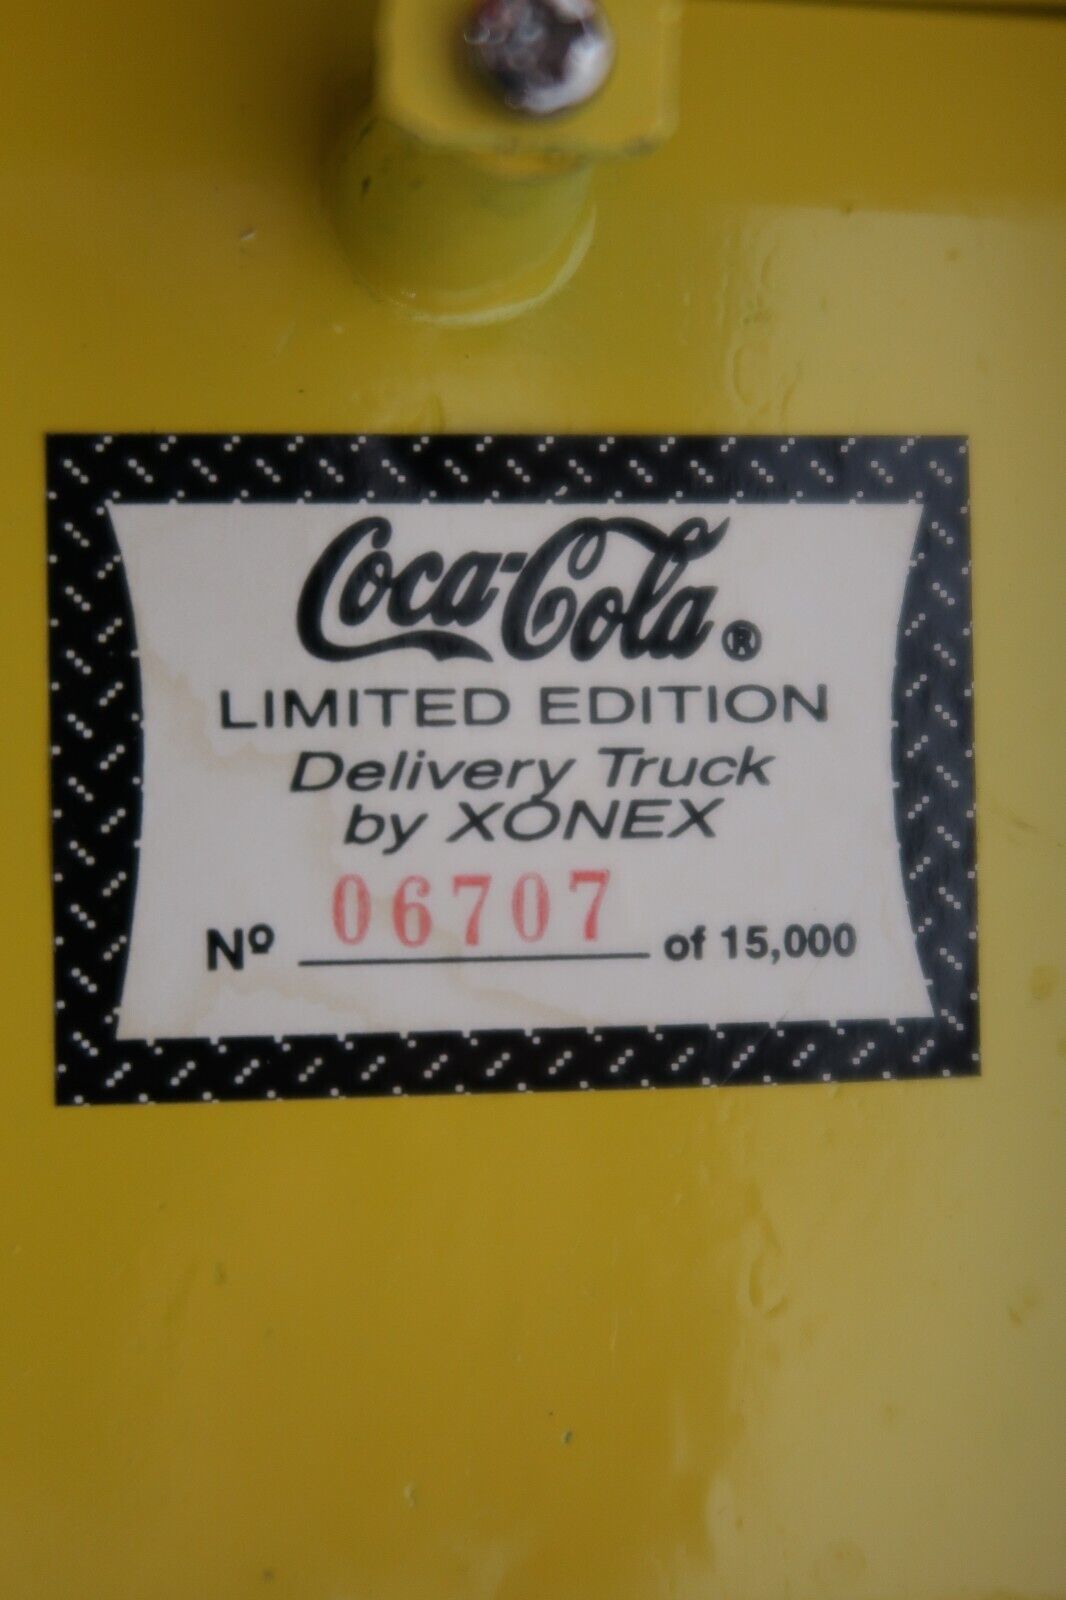 Coca-Cola®
LIMITED EDITION
Delivery Truck
by XONEX
Nº 06707 of 15,000